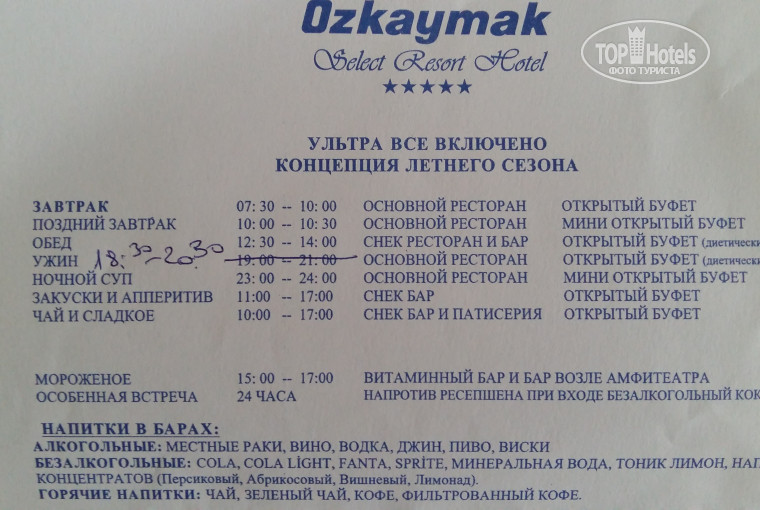 Ozkaymak
Select Resort Hotel
★★★★★
TOP Hotels
ФОТО ТУРИСТА
УЛЬТРА ВСЕ ВКЛЮЧЕНО
КОНЦЕПЦИЯ ЛЕТНЕГО СЕЗОНА
ЗАВТРАК 07: 30 -- 10: 00 ОСНОВНОЙ РЕСТОРАН ОТКРЫТЫЙ БУФЕТ
ПОЗДНИЙ ЗАВТРАК 10: 00 -- 10: 30 ОСНОВНОЙ РЕСТОРАН МИНИ ОТКРЫТЫЙ БУФЕТ
ОБЕД 12: 30 -- 14: 00 СНЕК РЕСТОРАН И БАР ОТКРЫТЫЙ БУФЕТ (диетически
УЖИН 18:30-20.30 19: 00 -- 21: 00 ОСНОВНОЙ РЕСТОРАН ОТКРЫТЫЙ БУФЕТ (диетически
НОЧНОЙ СУП 23: 00 -- 24: 00 ОСНОВНОЙ РЕСТОРАН МИНИ ОТКРЫТЫЙ БУФЕТ
ЗАКУСКИ И АППЕРИТИВ 11:00 -- 17:00 СНЕК БАР ОТКРЫТЫЙ БУФЕТ
ЧАЙ И СЛАДКОЕ 10:00 -- 17:00 СНЕК БАР И ПАТИСЕРИЯ ОТКРЫТЫЙ БУФЕТ
МОРОЖЕНОЕ 15: 00 -- 17:00 ВИТАМИННЫЙ БАР И БАР ВОЗЛЕ АМФИТЕАТРА
ОСОБЕННАЯ ВСТРЕЧА 24 ЧАСА НАПРОТИВ РЕСЕПШЕНА ПРИ ВХОДЕ БЕЗАЛКОГОЛЬНЫЙ КОК
НАПИТКИ В БАРАХ:
АЛКОГОЛЬНЫЕ: МЕСТНЫЕ РАКИ, ВИНО, ВОДКА, ДЖИН, ПИВО, ВИСКИ
БЕЗАЛКОГОЛЬНЫЕ: COLA, COLA LİGHT, FANTA, SPRİTE, МИНЕРАЛЬНАЯ ВОДА, ТОНИК ЛИМОН, НАП
КОНЦЕНТРАТОВ (Персиковый, Абрикосовый, Вишневый, Лимонад).
ГОРЯЧИЕ НАПИТКИ: ЧАЙ, ЗЕЛЕНЫЙ ЧАЙ, КОФЕ, ФИЛЬТРОВАННЫЙ КОФЕ.